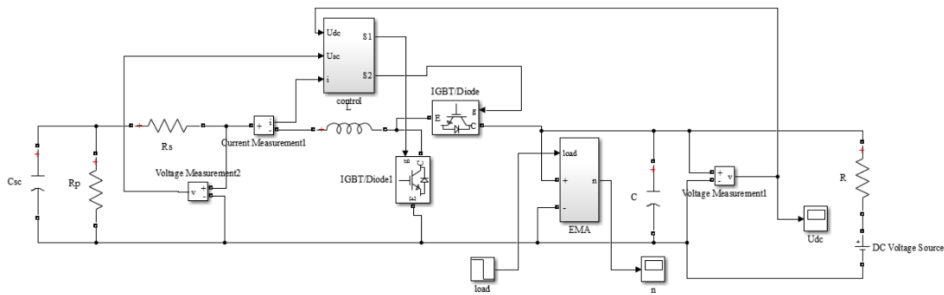 Udc
Usc
i
S1
S2
control
L
IGBT/Diode
g
E
C
i
Current Measurement1
Rs
Csc
Rp
Voltage Measurement2
v
IGBT/Diode1
C
load
n
EMA
C
v
Voltage Measurement1
R
Udc
DC Voltage Source
load
n